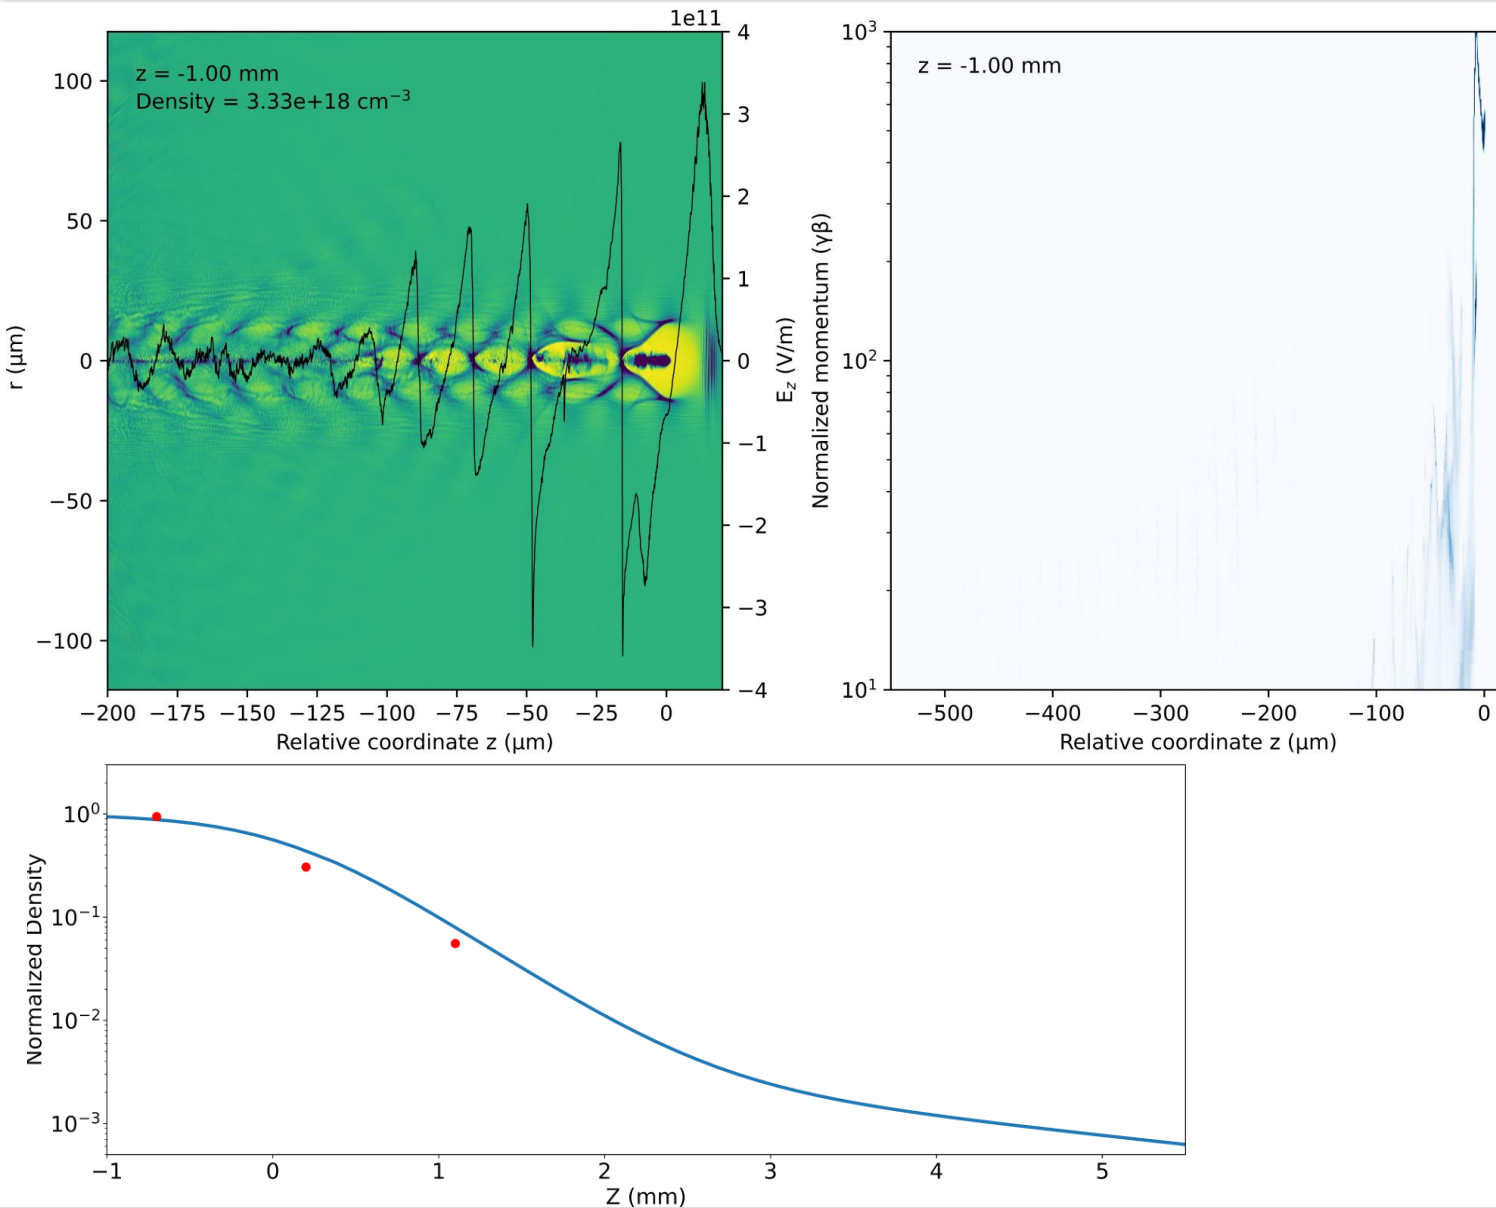 1e11
z = -1.00 mm
Density = 3.33e+18 cm⁻³
100
50
0
−50
−100
r (μm)
4
3
2
1
0
−1
−2
−3
−4
E_z (V/m)
−200 −175 −150 −125 −100 −75 −50 −25 0
Relative coordinate z (μm)
z = -1.00 mm
10³
10²
10¹
Normalized momentum (γβ)
−500 −400 −300 −200 −100 0
Relative coordinate z (μm)
10⁰
10⁻¹
10⁻²
10⁻³
Normalized Density
−1 0 1 2 3 4 5
Z (mm)